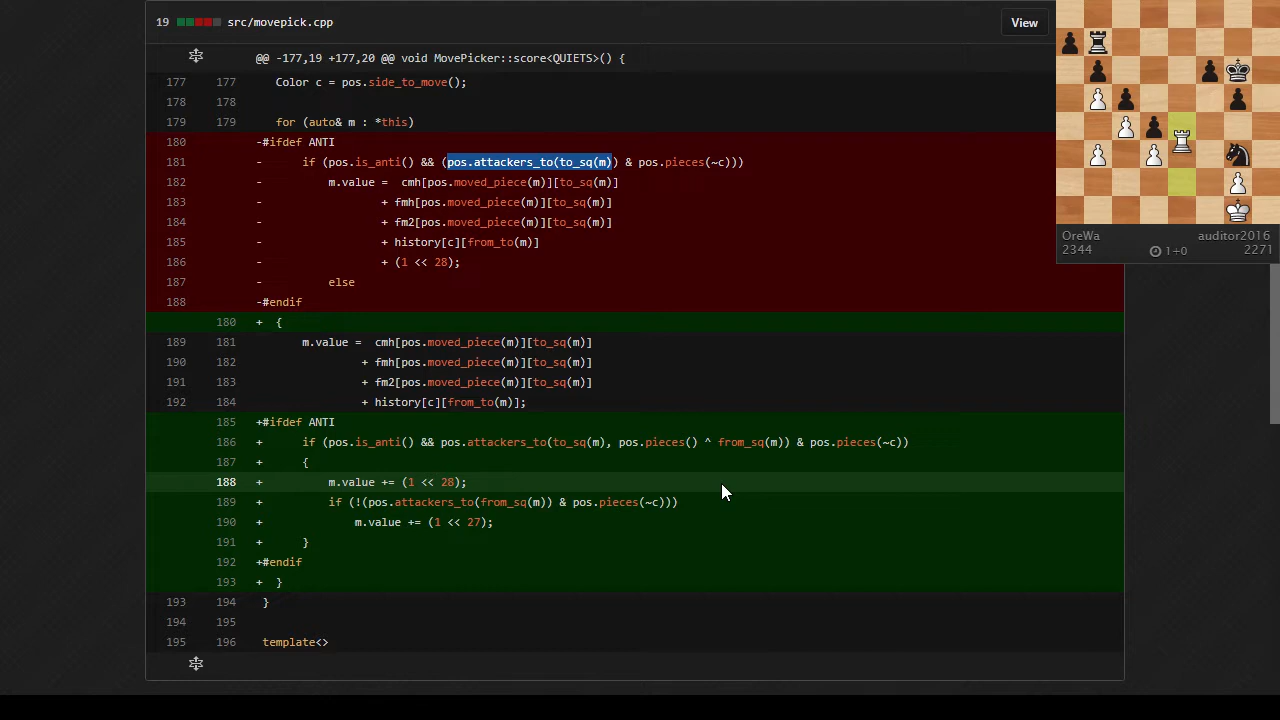 19 src/movepick.cpp View
@@ -177,19 +177,20 @@ void MovePicker::score<QUIETS>() {
177 177 Color c = pos.side_to_move();
178 178
179 179 for (auto& m : *this)
180 -#ifdef ANTI
181 - if (pos.is_anti() && (pos.attackers_to(to_sq(m)) & pos.pieces(~c)))
182 - m.value = cmh[pos.moved_piece(m)][to_sq(m)]
183 - + fmh[pos.moved_piece(m)][to_sq(m)]
184 - + fm2[pos.moved_piece(m)][to_sq(m)]
185 - + history[c][from_to(m)]
186 - + (1 << 28);
187 - else
188 -#endif
180 + {
189 181 m.value = cmh[pos.moved_piece(m)][to_sq(m)]
190 182 + fmh[pos.moved_piece(m)][to_sq(m)]
191 183 + fm2[pos.moved_piece(m)][to_sq(m)]
192 184 + history[c][from_to(m)];
185 +#ifdef ANTI
186 + if (pos.is_anti() && pos.attackers_to(to_sq(m), pos.pieces() ^ from_sq(m)) & pos.pieces(~c))
187 + {
188 + m.value += (1 << 28);
189 + if (!(pos.attackers_to(from_sq(m)) & pos.pieces(~c)))
190 + m.value += (1 << 27);
191 + }
192 +#endif
193 + }
193 194 }
194 195
195 196 template<>
OreWa auditor2016
2344 1+0 2271